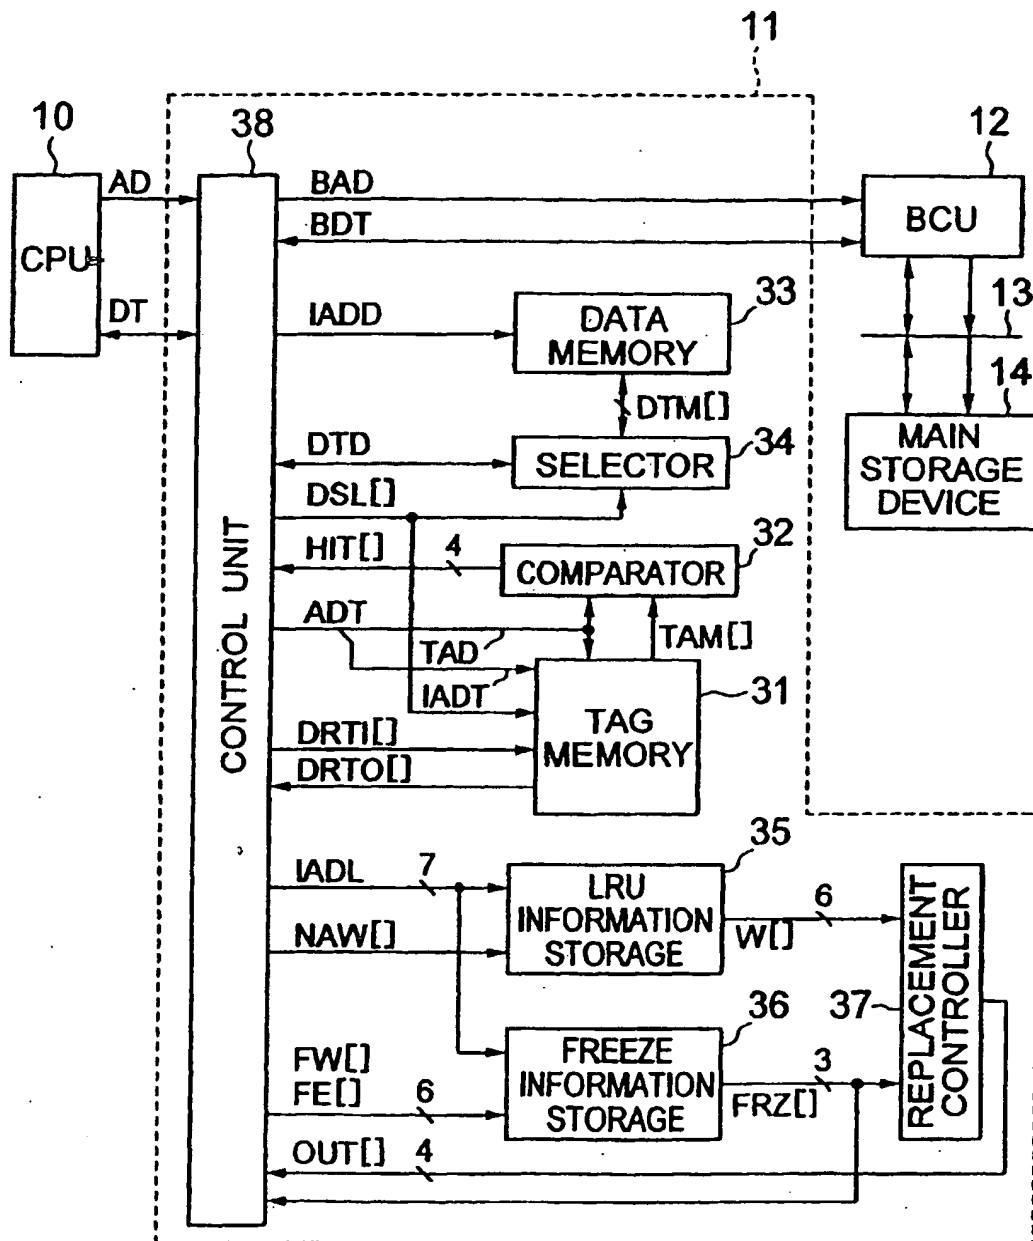 11
10
38
12
AD
BAD
BCU
BDT
CPU
13
33
DT
IADD
DATA
MEMORY
14
DTM[]
MAIN
STORAGE
DEVICE
34
DTD
SELECTOR
DSL[]
32
HIT[]
4
COMPARATOR
CONTROL UNIT
ADT
TAD
TAM[]
IADT
31
TAG
MEMORY
DRTI[]
DRTO[]
35
IADL
7
LRU
INFORMATION
STORAGE
6
W[]
NAW[]
REPLACEMENT
CONTROLLER
37
36
FW[]
FE[]
6
FREEZE
INFORMATION
STORAGE
3
FRZ[]
OUT[]
4